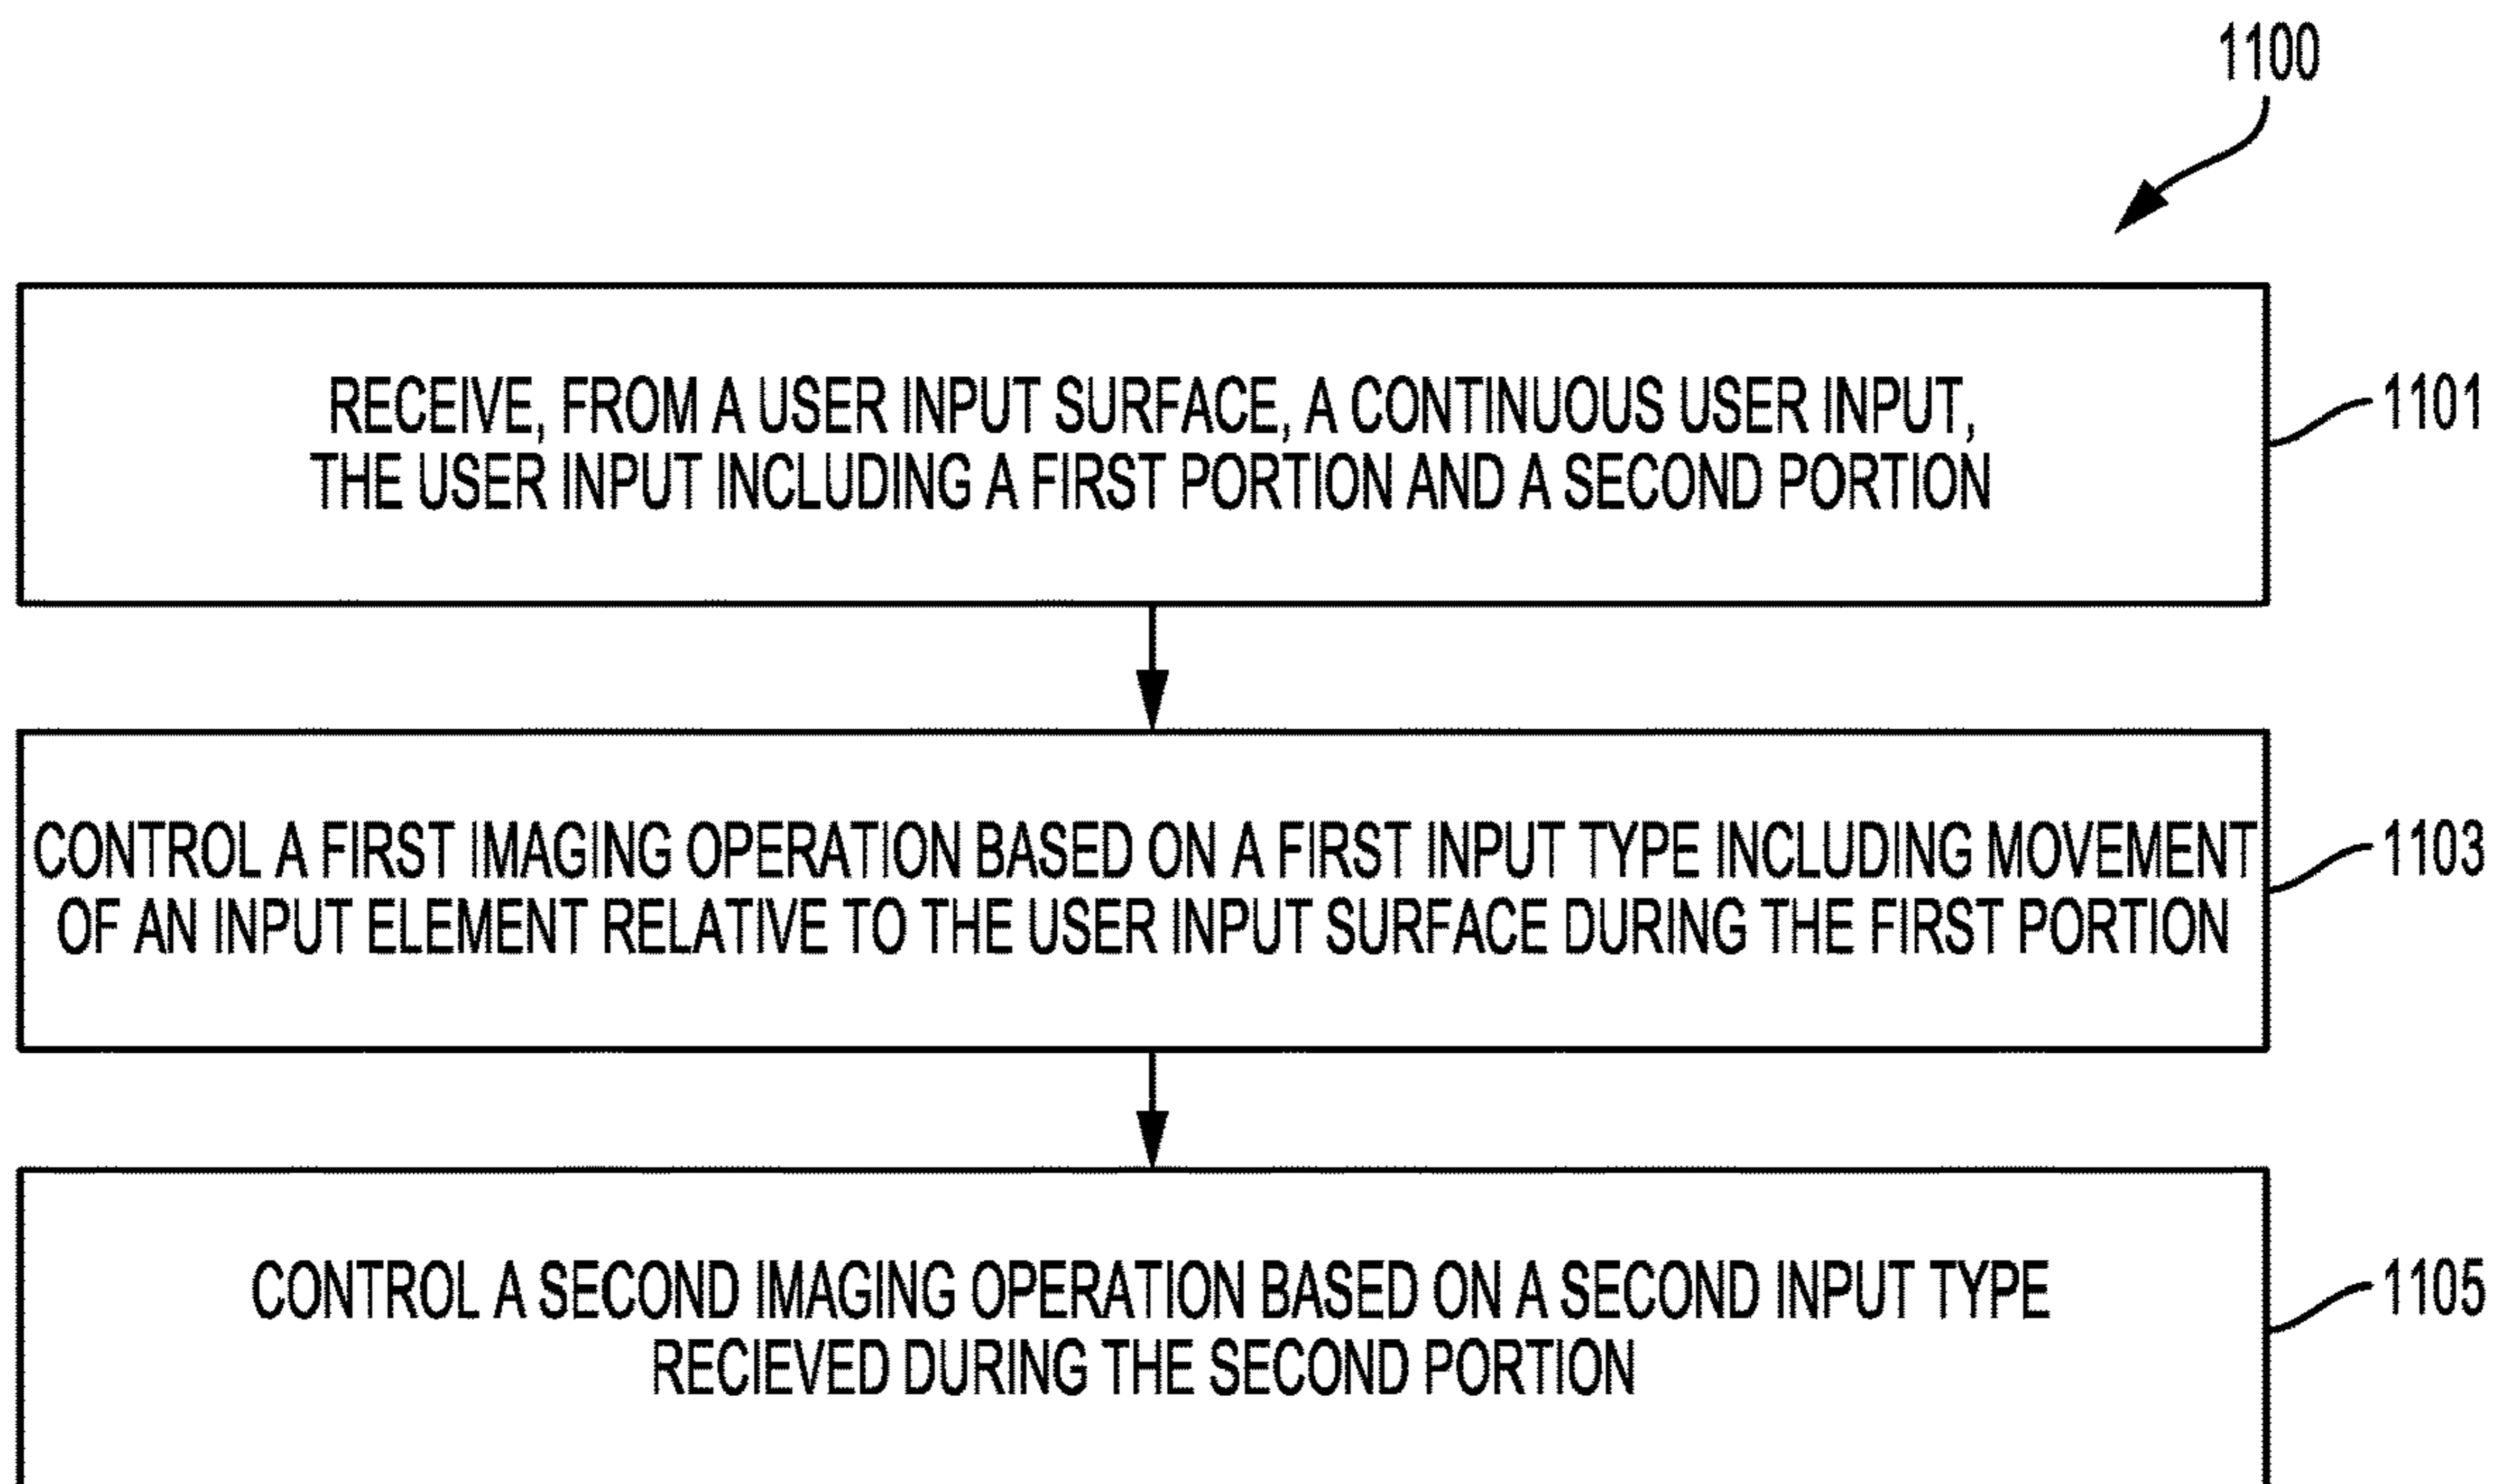 1100
RECEIVE, FROM A USER INPUT SURFACE, A CONTINUOUS USER INPUT,
THE USER INPUT INCLUDING A FIRST PORTION AND A SECOND PORTION
1101
CONTROL A FIRST IMAGING OPERATION BASED ON A FIRST INPUT TYPE INCLUDING MOVEMENT
OF AN INPUT ELEMENT RELATIVE TO THE USER INPUT SURFACE DURING THE FIRST PORTION
1103
CONTROL A SECOND IMAGING OPERATION BASED ON A SECOND INPUT TYPE
RECIEVED DURING THE SECOND PORTION
1105